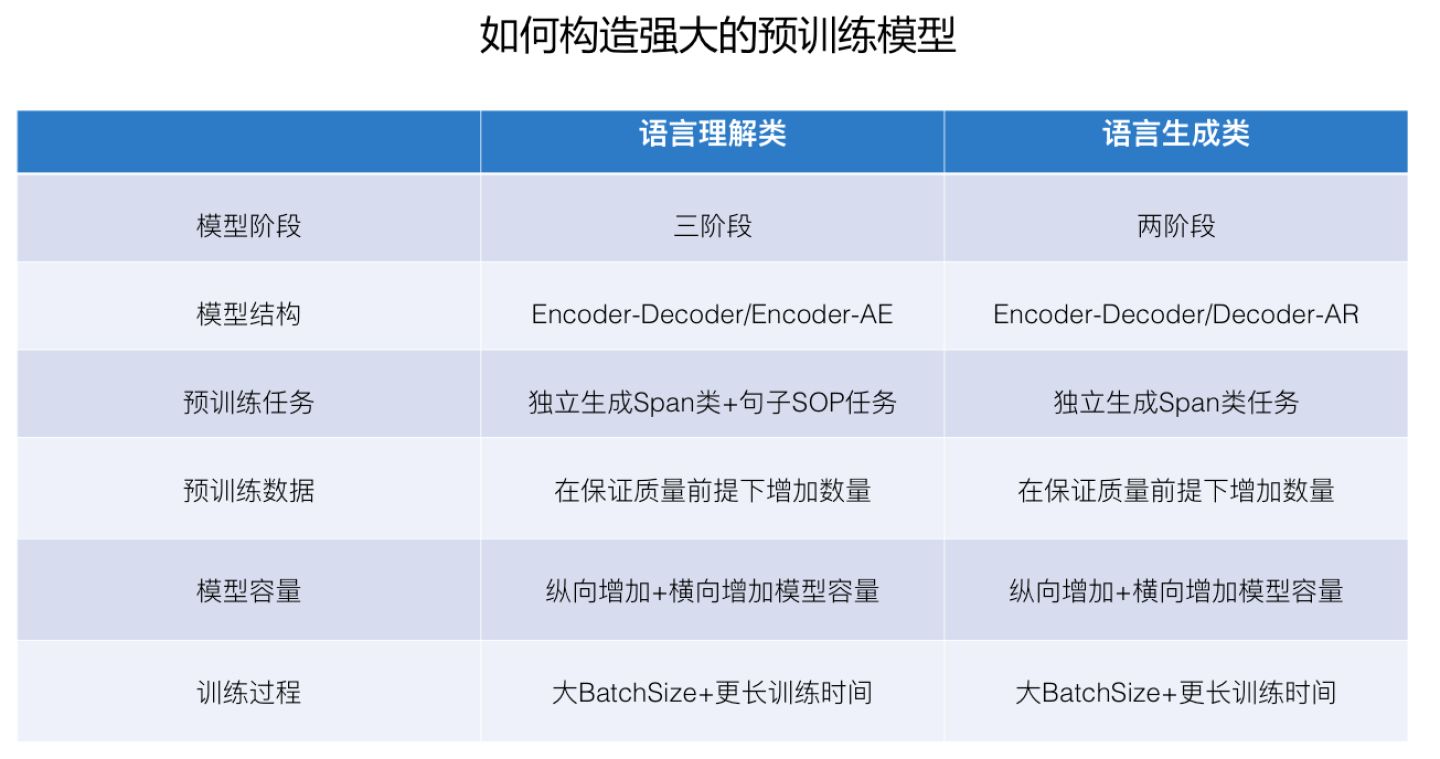 如何构造强大的预训练模型
语言理解类 语言生成类
模型阶段 三阶段 两阶段
模型结构 Encoder-Decoder/Encoder-AE Encoder-Decoder/Decoder-AR
预训练任务 独立生成Span类+句子SOP任务 独立生成Span类任务
预训练数据 在保证质量前提下增加数量 在保证质量前提下增加数量
模型容量 纵向增加+横向增加模型容量 纵向增加+横向增加模型容量
训练过程 大BatchSize+更长训练时间 大BatchSize+更长训练时间